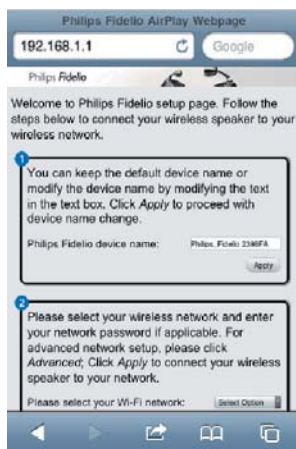 Philips Fidelio AirPlay Webpage
192.168.1.1
Google
Philips Fidelio
Welcome to Philips Fidelio setup page. Follow the
steps below to connect your wireless speaker to your
wireless network.
1
You can keep the default device name or
modify the device name by modifying the text
in the text box. Click Apply to proceed with
device name change.
Philips Fidelio device name: Philips_Fidelio 2398FA
Apply
2
Please select your wireless network and enter
your network password if applicable. For
advanced network setup, please click
Advanced; Click Apply to connect your wireless
speaker to your network.
Please select your Wi-Fi network: Select Option